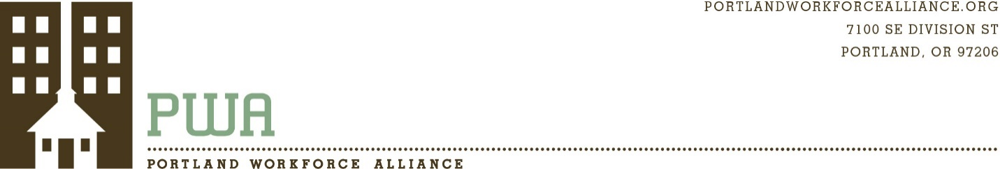 PORTLANDWORKFORCEALLIANCE.ORG
7100 SE DIVISION ST
PORTLAND, OR 97206
PWA
PORTLAND WORKFORCE ALLIANCE